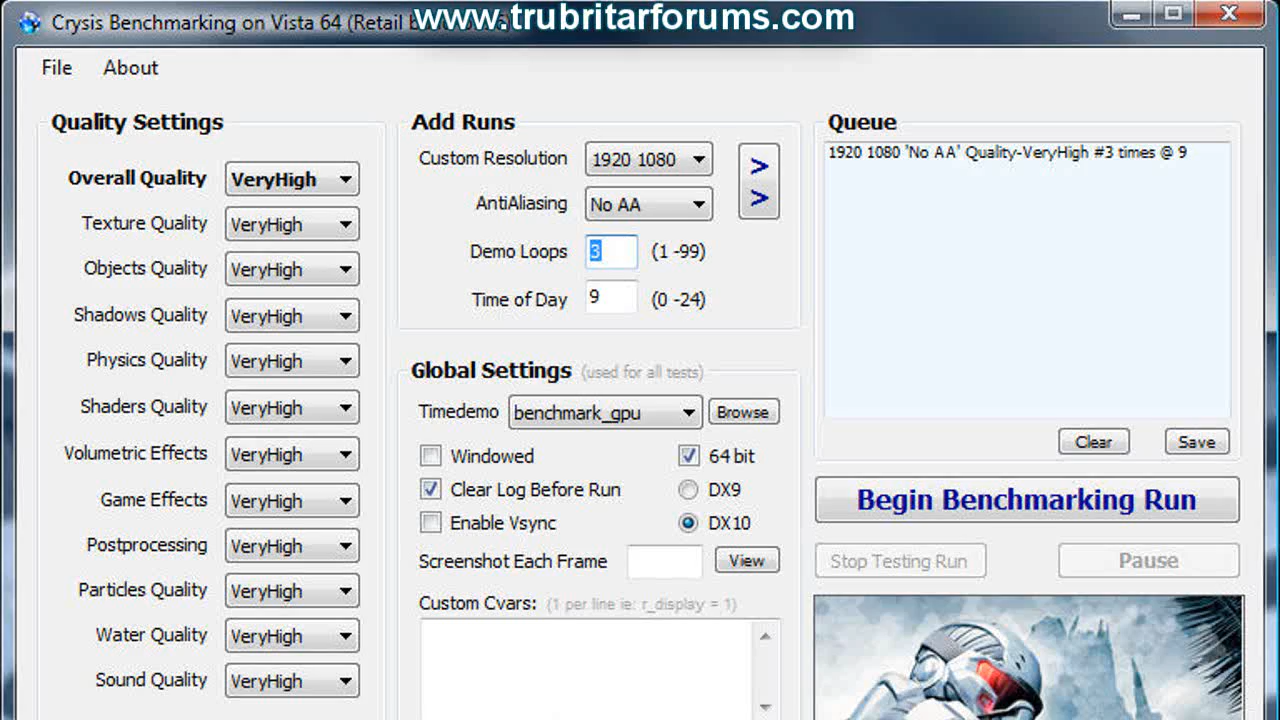 www.trubritarforums.com
Crysis Benchmarking on Vista 64 (Retail
File About
Quality Settings
Overall Quality VeryHigh
Texture Quality VeryHigh
Objects Quality VeryHigh
Shadows Quality VeryHigh
Physics Quality VeryHigh
Shaders Quality VeryHigh
Volumetric Effects VeryHigh
Game Effects VeryHigh
Postprocessing VeryHigh
Particles Quality VeryHigh
Water Quality VeryHigh
Sound Quality VeryHigh
Add Runs
Custom Resolution 1920 1080
AntiAliasing No AA
Demo Loops 3 (1 -99)
Time of Day 9 (0 -24)
>
>
Global Settings (used for all tests)
Timedemo benchmark_gpu Browse
Windowed 64 bit
Clear Log Before Run DX9
Enable Vsync DX10
Screenshot Each Frame View
Custom Cvars: (1 per line ie: r_display = 1)
Queue
1920 1080 'No AA' Quality-VeryHigh #3 times @ 9
Clear Save
Begin Benchmarking Run
Stop Testing Run Pause